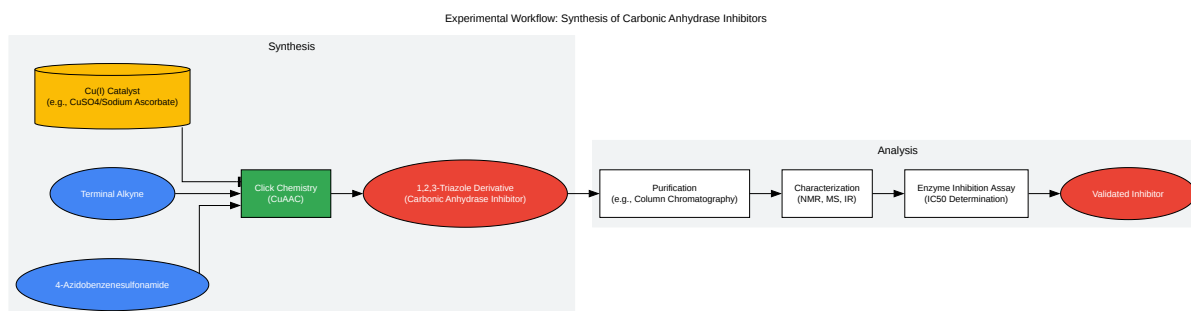 Experimental Workflow: Synthesis of Carbonic Anhydrase Inhibitors
Synthesis
Cu(I) Catalyst
(e.g., CuSO4/Sodium Ascorbate)
Terminal Alkyne
4-Azidobenzenesulfonamide
Click Chemistry
(CuAAC)
1,2,3-Triazole Derivative
(Carbonic Anhydrase Inhibitor)
Analysis
Purification
(e.g., Column Chromatography)
Characterization
(NMR, MS, IR)
Enzyme Inhibition Assay
(IC50 Determination)
Validated Inhibitor